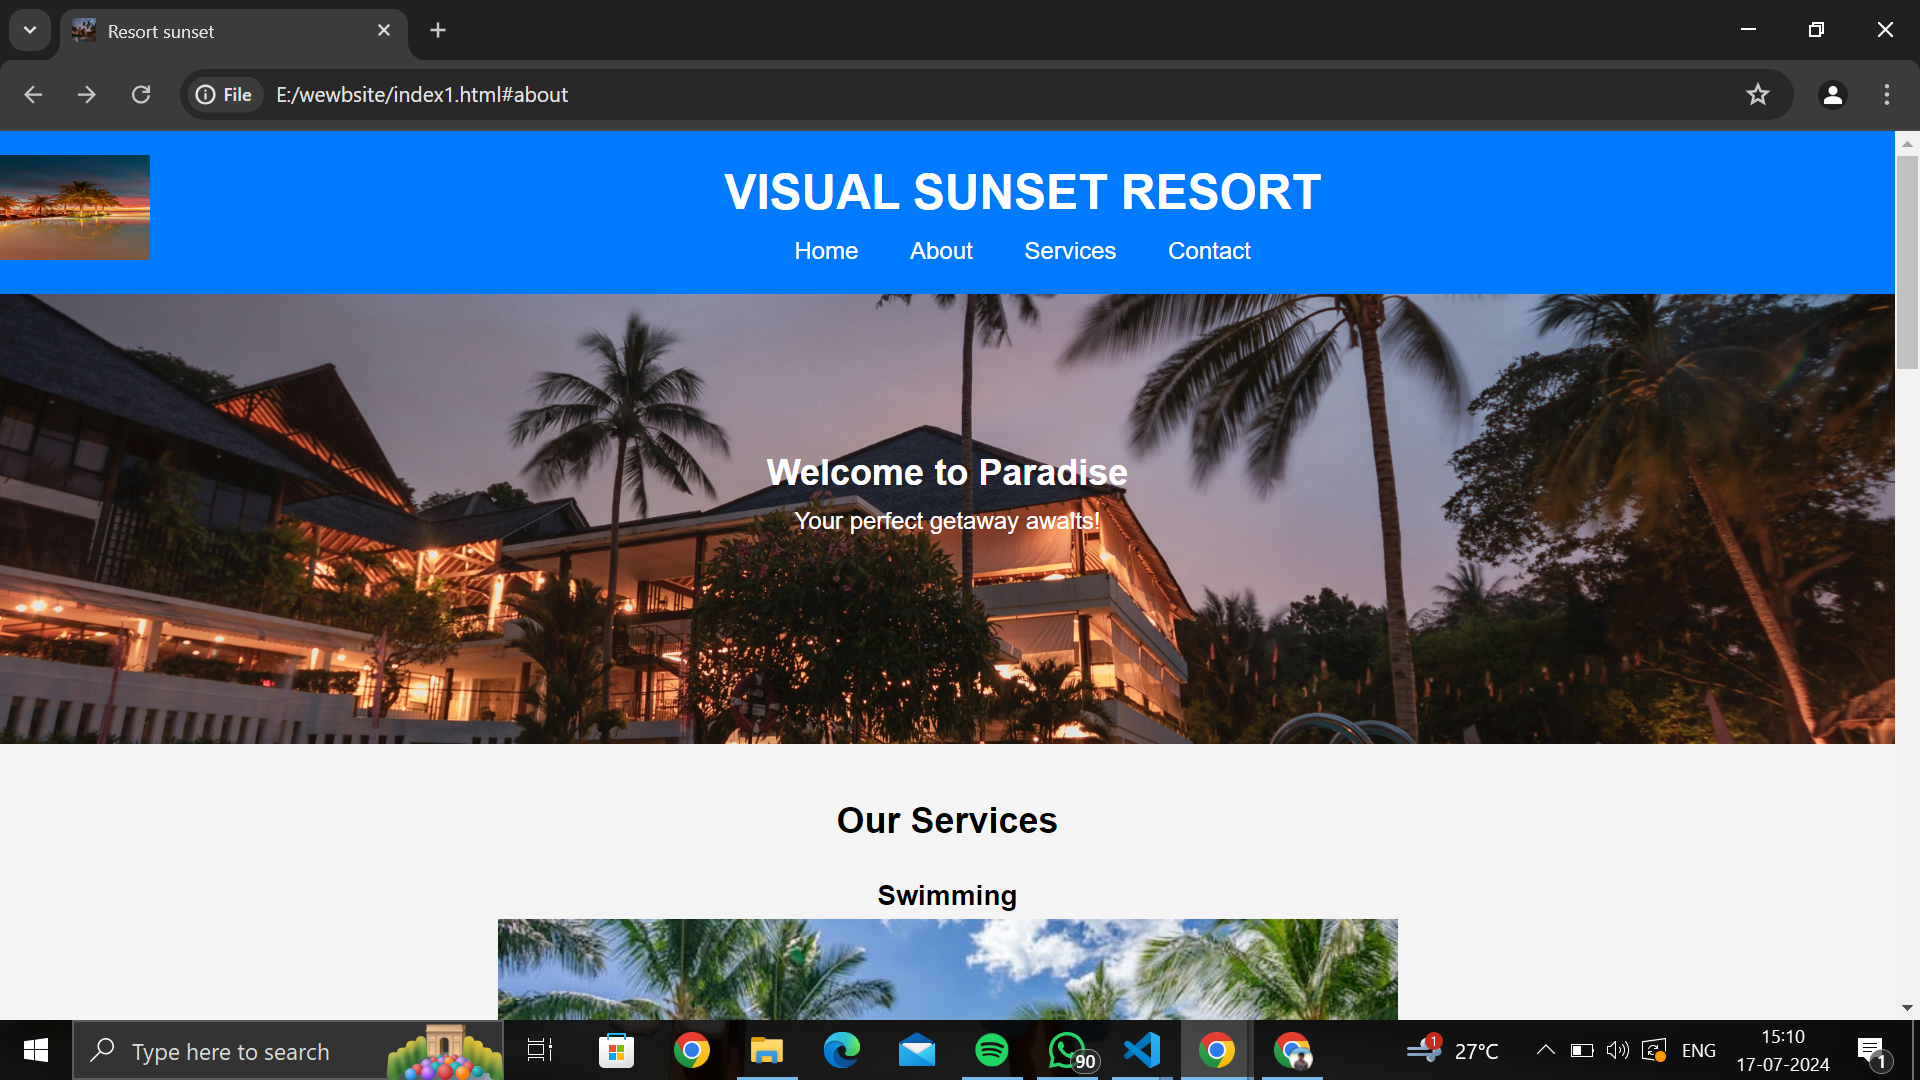 Resort sunset
File E:/wewbsite/index1.html#about
VISUAL SUNSET RESORT
Home About Services Contact
Welcome to Paradise
Your perfect getaway awaits!
Our Services
Swimming
Type here to search
90
1
27°C
ENG
15:10
17-07-2024
1